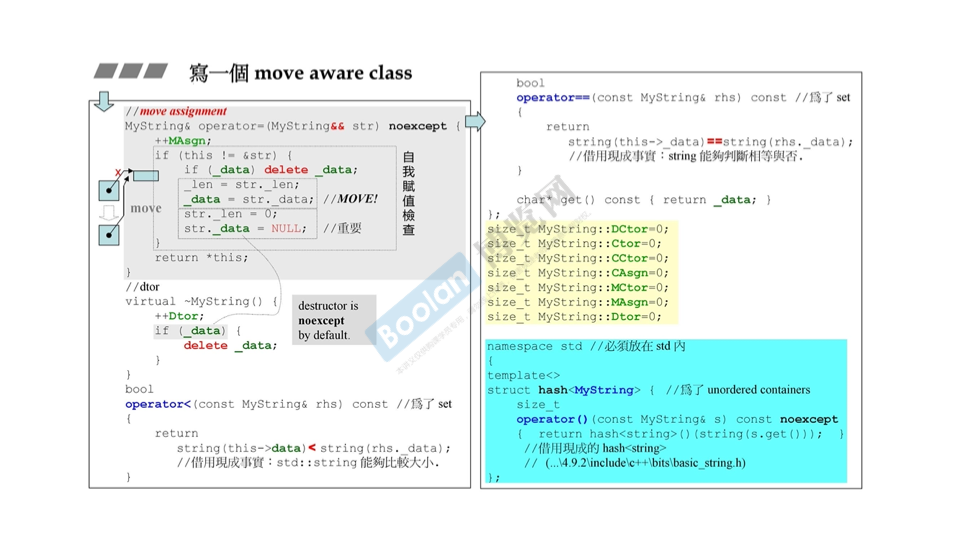 寫一個 move aware class
//move assignment
MyString& operator=(MyString&& str) noexcept {
++MAsgn;
if (this != &str) {
if (_data) delete _data;
_len = str._len;
_data = str._data; //MOVE!
str._len = 0;
str._data = NULL; //重要
}
return *this;
}
自我賦值檢查
x
move
//dtor
virtual ~MyString() {
++Dtor;
if (_data) {
delete _data;
}
}
destructor is
noexcept
by default.
bool
operator<(const MyString& rhs) const //爲了 set
{
return
string(this->data)< string(rhs._data);
//借用現成事實：std::string 能夠比較大小.
}
bool
operator==(const MyString& rhs) const //爲了 set
{
return
string(this->_data)==string(rhs._data);
//借用現成事實：string 能夠判斷相等與否.
}
char* get() const { return _data; }
};
size_t MyString::DCtor=0;
size_t MyString::Ctor=0;
size_t MyString::CCtor=0;
size_t MyString::CAsgn=0;
size_t MyString::MCtor=0;
size_t MyString::MAsgn=0;
size_t MyString::Dtor=0;
namespace std //必須放在 std 內
{
template<>
struct hash<MyString> { //爲了 unordered containers
size_t
operator()(const MyString& s) const noexcept
{ return hash<string>()(string(s.get())); }
//借用現成的 hash<string>
// (...\4.9.2\include\c++\bits\basic_string.h)
};
Boolan 博览网